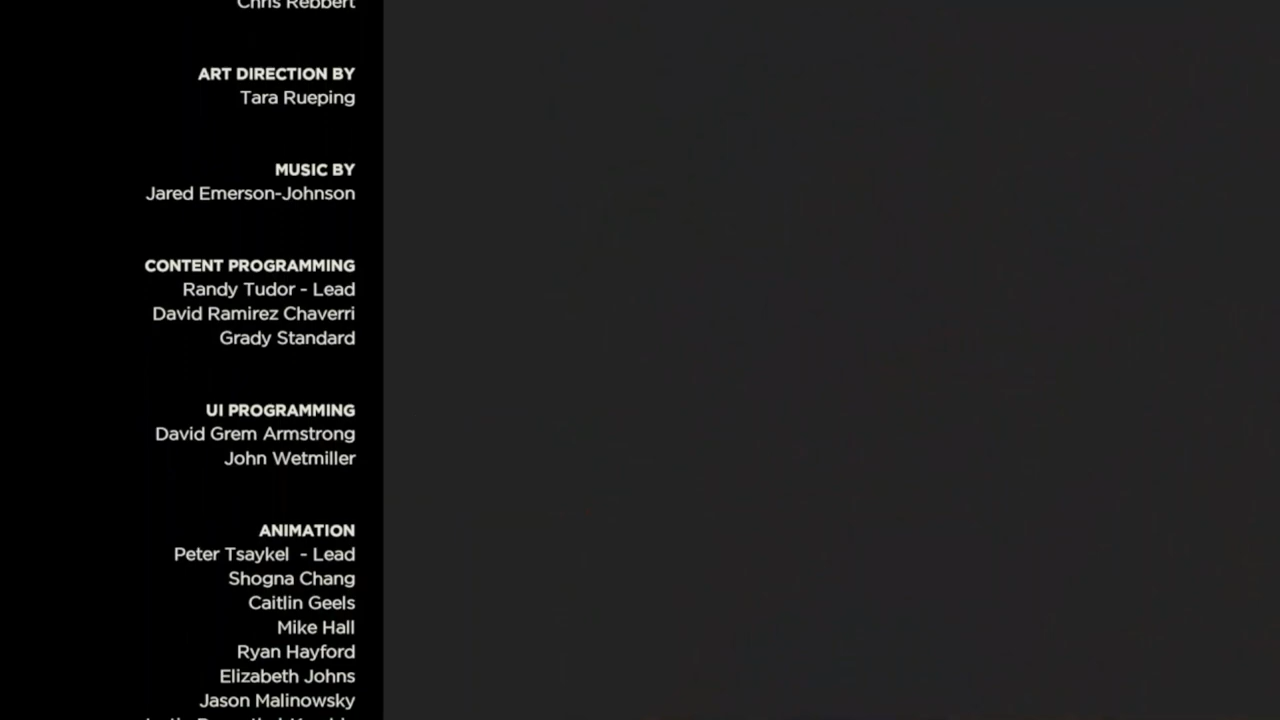 Chris Rebbert
ART DIRECTION BY
Tara Rueping
MUSIC BY
Jared Emerson-Johnson
CONTENT PROGRAMMING
Randy Tudor - Lead
David Ramirez Chaverri
Grady Standard
UI PROGRAMMING
David Grem Armstrong
John Wetmiller
ANIMATION
Peter Tsaykel - Lead
Shogna Chang
Caitlin Geels
Mike Hall
Ryan Hayford
Elizabeth Johns
Jason Malinowsky